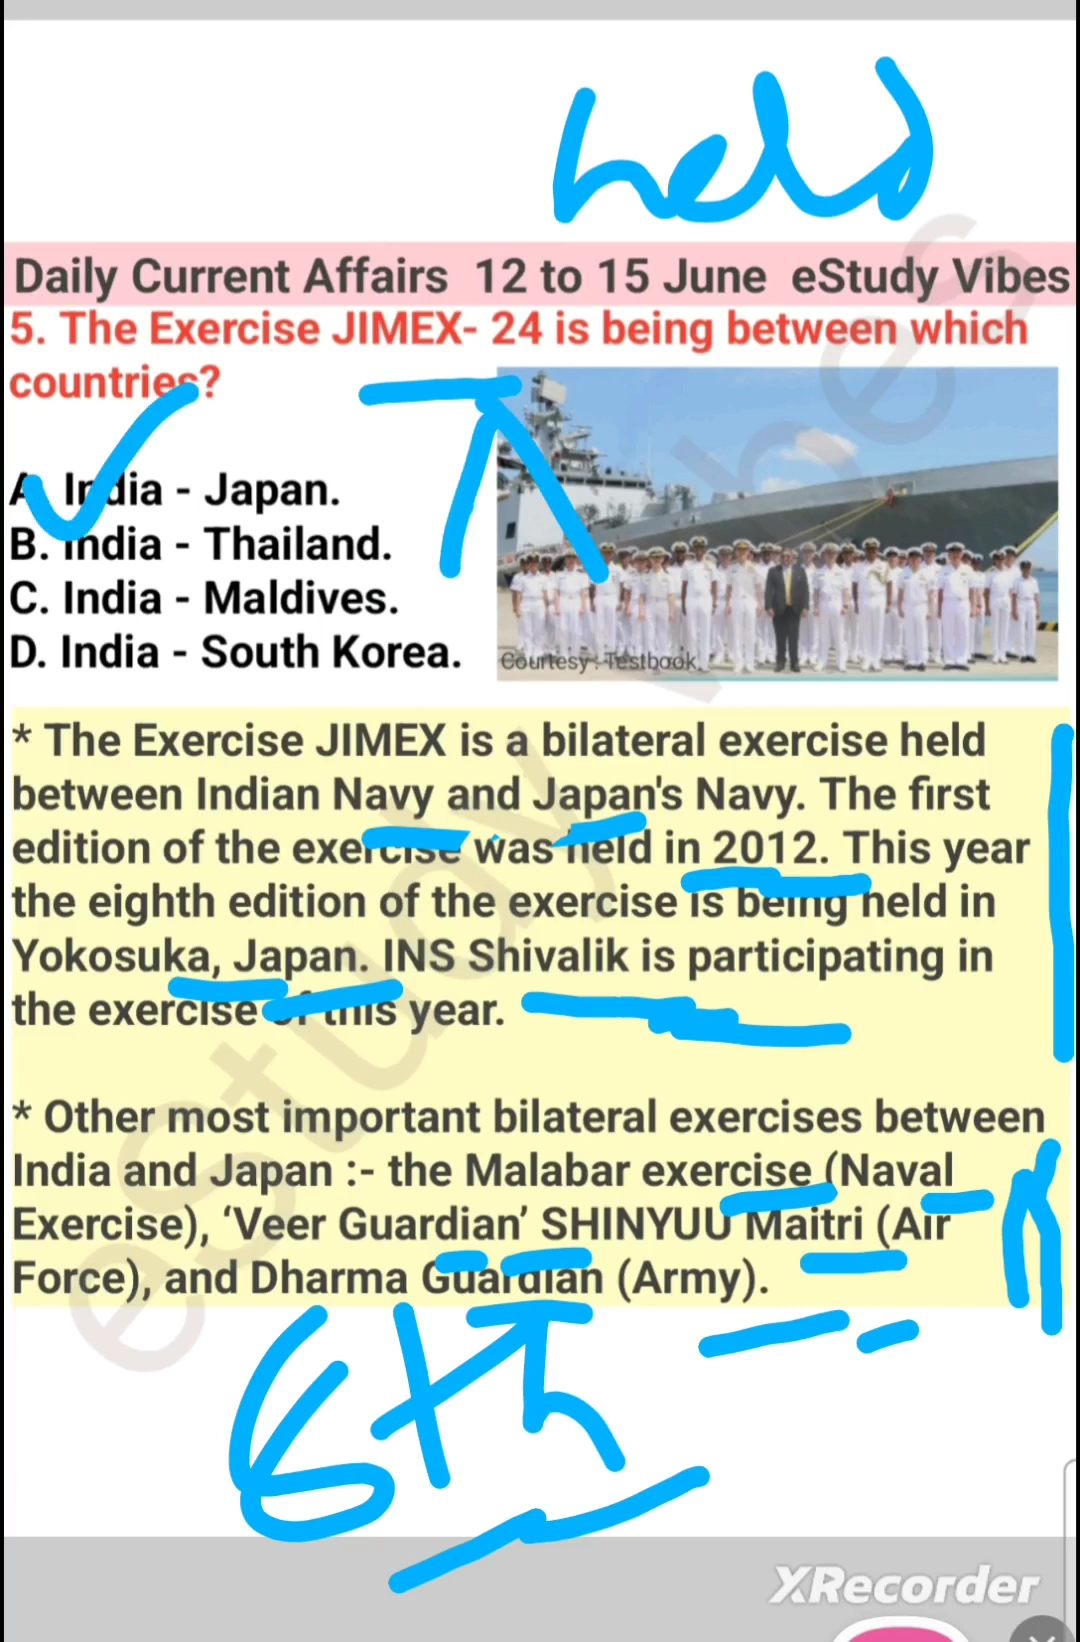 held
Daily Current Affairs 12 to 15 June eStudy Vibes
5. The Exercise JIMEX- 24 is being between which
countries?
A. India - Japan.
B. India - Thailand.
C. India - Maldives.
D. India - South Korea.
Courtesy : Testbook
* The Exercise JIMEX is a bilateral exercise held
between Indian Navy and Japan's Navy. The first
edition of the exercise was held in 2012. This year
the eighth edition of the exercise is being held in
Yokosuka, Japan. INS Shivalik is participating in
the exercise of this year.
* Other most important bilateral exercises between
India and Japan :- the Malabar exercise (Naval
Exercise), ‘Veer Guardian’ SHINYUU Maitri (Air
Force), and Dharma Guardian (Army).
6th
eStudy Vibes
XRecorder